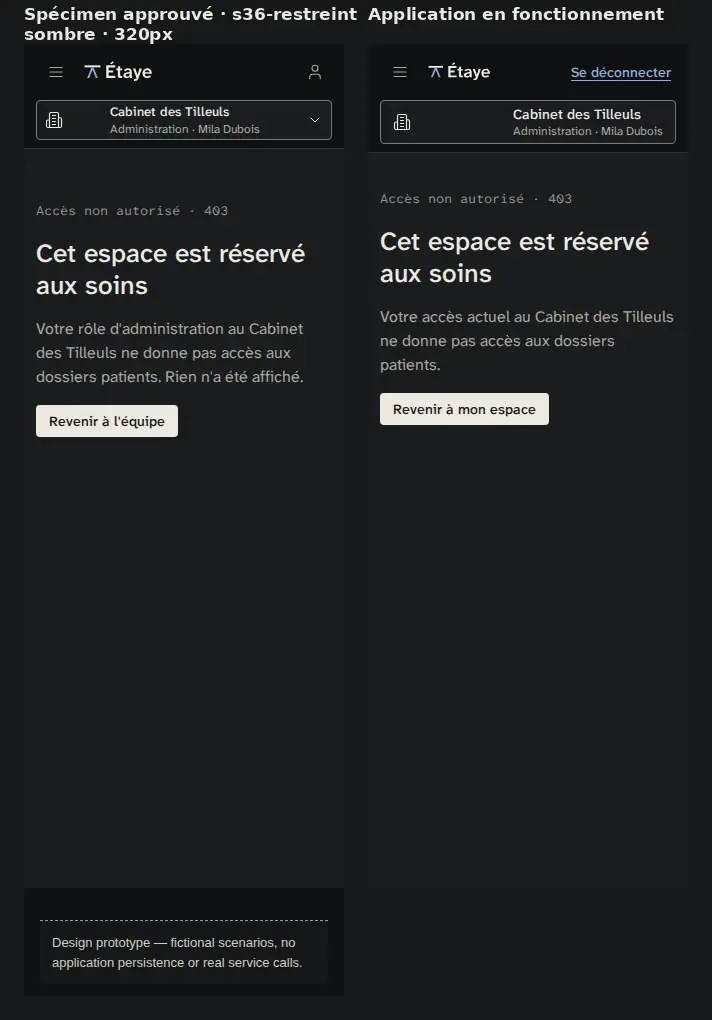 Spécimen approuvé · s36-restreint
sombre · 320px
Étaye
Cabinet des Tilleuls
Administration · Mila Dubois
Accès non autorisé · 403
Cet espace est réservé
aux soins
Votre rôle d'administration au Cabinet
des Tilleuls ne donne pas accès aux
dossiers patients. Rien n'a été affiché.
Revenir à l'équipe
Design prototype — fictional scenarios, no
application persistence or real service calls.
Application en fonctionnement
Étaye
Se déconnecter
Cabinet des Tilleuls
Administration · Mila Dubois
Accès non autorisé · 403
Cet espace est réservé
aux soins
Votre accès actuel au Cabinet des Tilleuls
ne donne pas accès aux dossiers
patients.
Revenir à mon espace